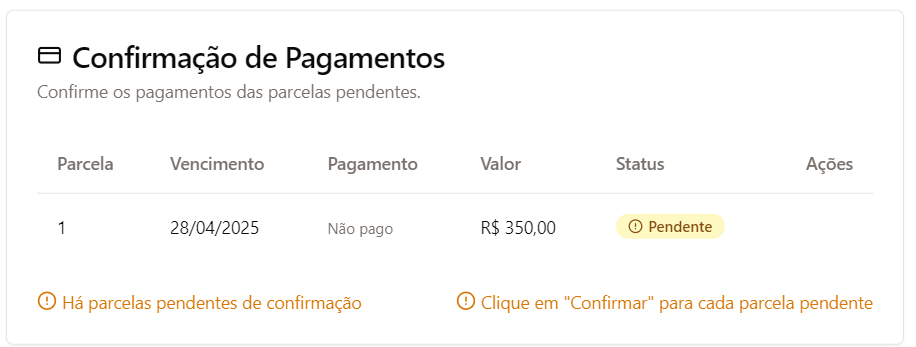 Confirmação de Pagamentos
Confirme os pagamentos das parcelas pendentes.
Parcela Vencimento Pagamento Valor Status Ações
1 28/04/2025 Não pago R$ 350,00 Pendente
Há parcelas pendentes de confirmação Clique em "Confirmar" para cada parcela pendente